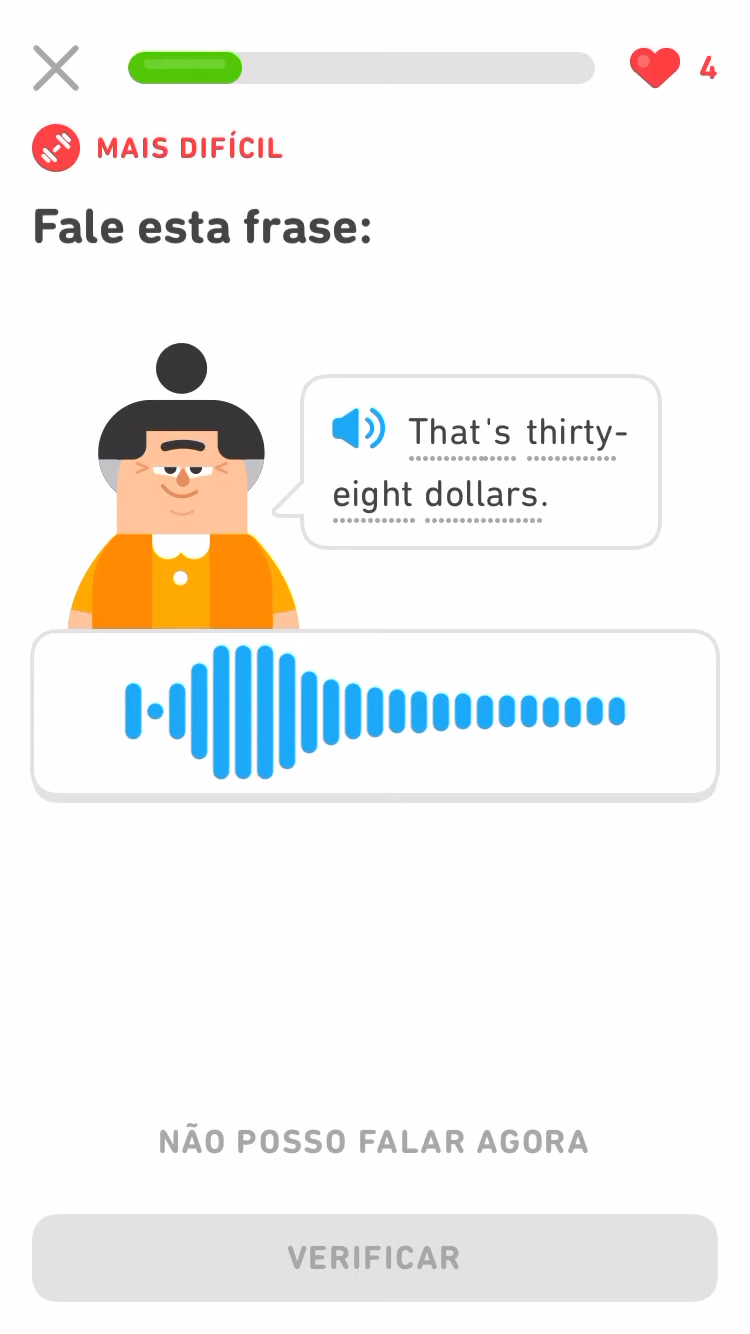 4
MAIS DIFÍCIL
Fale esta frase:
That's thirty-
eight dollars.
NÃO POSSO FALAR AGORA
VERIFICAR